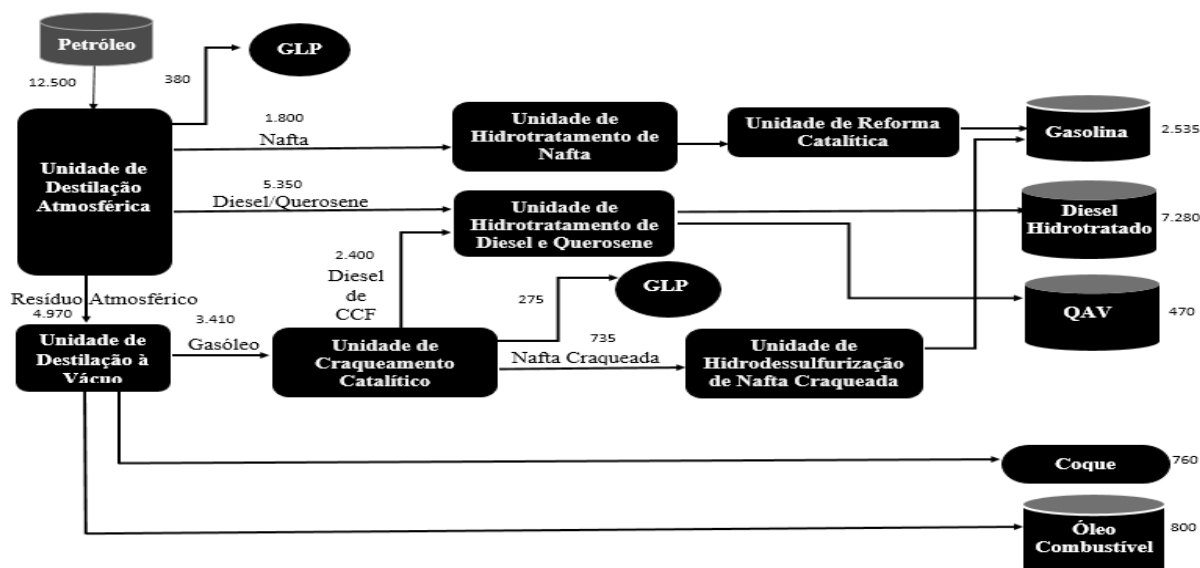 Petróleo
12.500
380
GLP
1.800
Nafta
Unidade de
Hidrotratamento de
Nafta
Unidade de Reforma
Catalítica
Gasolina
2.535
Unidade de
Destilação
Atmosférica
5.350
Diesel/Querosene
Unidade de
Hidrotratamento de
Diesel e Querosene
Diesel
Hidrotratado
7.280
2.400
Diesel
de
CCF
275
GLP
QAV
470
Resíduo Atmosférico
4.970
Unidade de
Destilação à
Vácuo
3.410
Gasóleo
Unidade de
Craqueamento
Catalítico
735
Nafta Craqueada
Unidade de
Hidrodessulfurização
de Nafta Craqueada
Coque
760
Óleo
Combustível
800